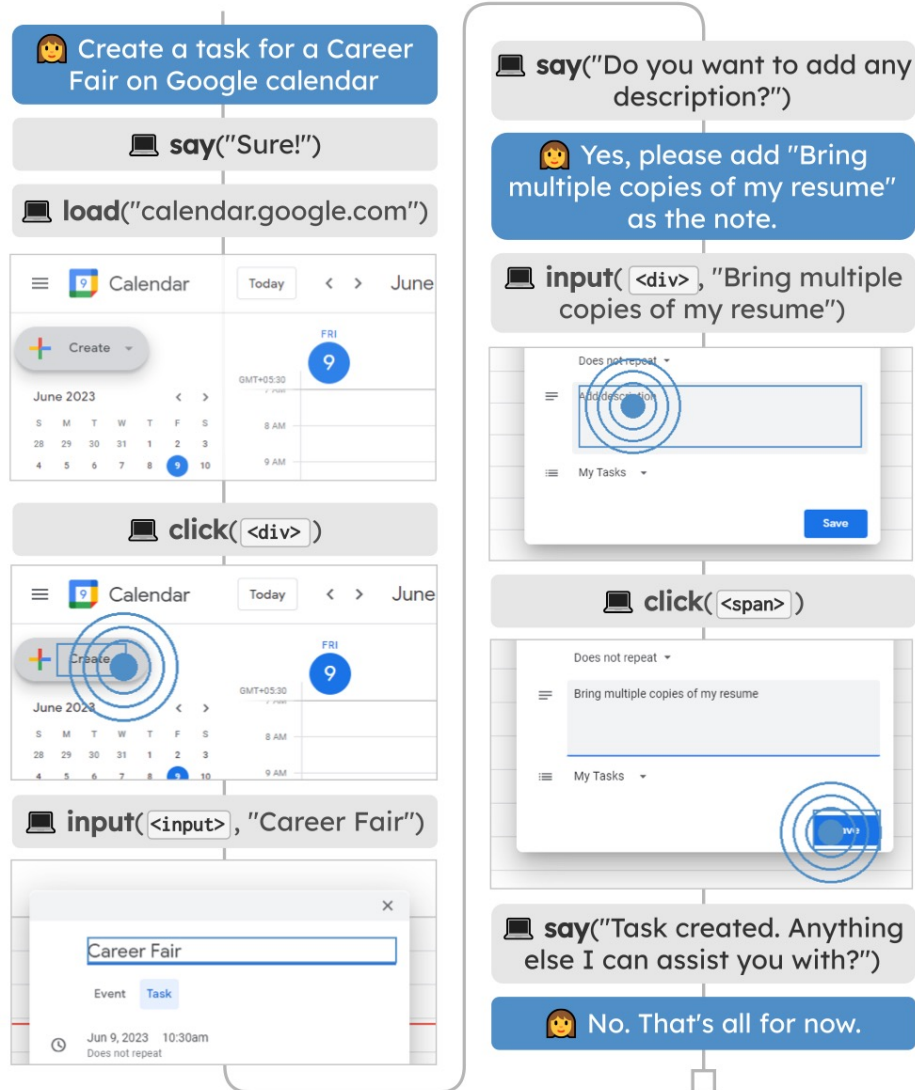 Create a task for a Career
Fair on Google calendar
say("Sure!")
load("calendar.google.com")
Calendar
Today
June
Create
FRI
9
GMT+05:30
June 2023
S M T W T F S
8 AM
28 29 30 31 1 2 3
4 5 6 7 8 9 10
9 AM
click(<div>)
Calendar
Today
June
Create
FRI
9
GMT+05:30
June 2023
S M T W T F S
8 AM
28 29 30 31 1 2 3
4 5 6 7 8 9 10
9 AM
input(<input>, "Career Fair")
Career Fair
Event Task
Jun 9, 2023 10:30am
Does not repeat
say("Do you want to add any
description?")
Yes, please add "Bring
multiple copies of my resume"
as the note.
input(<div>, "Bring multiple
copies of my resume")
Does not repeat
Add description
My Tasks
Save
click(<span>)
Does not repeat
Bring multiple copies of my resume
My Tasks
Save
say("Task created. Anything
else I can assist you with?")
No. That's all for now.